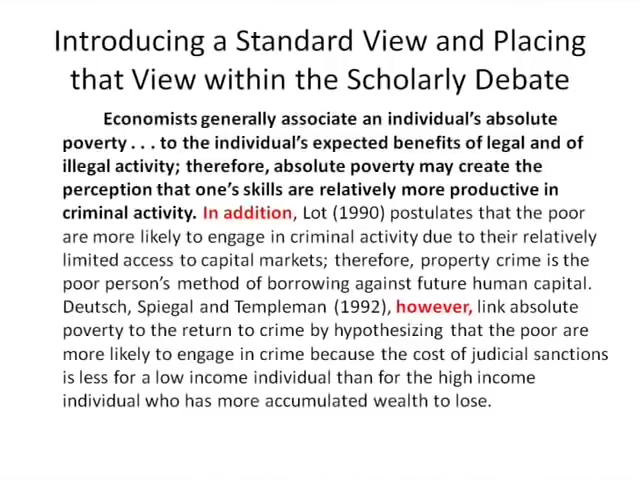 Introducing a Standard View and Placing
that View within the Scholarly Debate
Economists generally associate an individual's absolute
poverty . . . to the individual's expected benefits of legal and of
illegal activity; therefore, absolute poverty may create the
perception that one's skills are relatively more productive in
criminal activity. In addition, Lot (1990) postulates that the poor
are more likely to engage in criminal activity due to their relatively
limited access to capital markets; therefore, property crime is the
poor person's method of borrowing against future human capital.
Deutsch, Spiegal and Templeman (1992), however, link absolute
poverty to the return to crime by hypothesizing that the poor are
more likely to engage in crime because the cost of judicial sanctions
is less for a low income individual than for the high income
individual who has more accumulated wealth to lose.